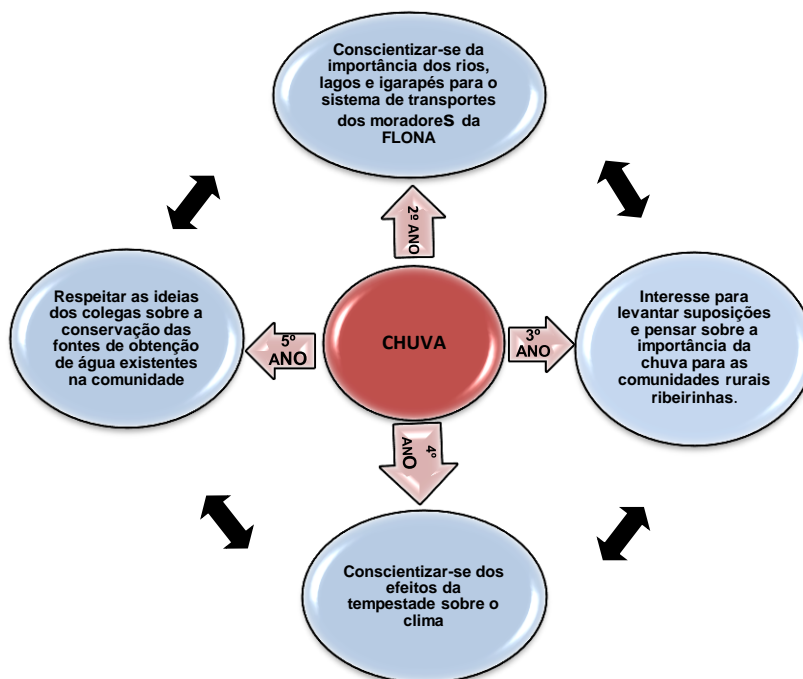 Conscientizar-se da
importância dos rios,
lagos e igarapés para o
sistema de transportes
dos moradoreS da
FLONA
2º ANO
Respeitar as ideias
dos colegas sobre a
conservação das
fontes de obtenção
de água existentes
na comunidade
5º
ANO
CHUVA
3º
ANO
Interesse para
levantar suposições
e pensar sobre a
importância da
chuva para as
comunidades rurais
ribeirinhas.
4º
ANO
Conscientizar-se dos
efeitos da
tempestade sobre o
clima